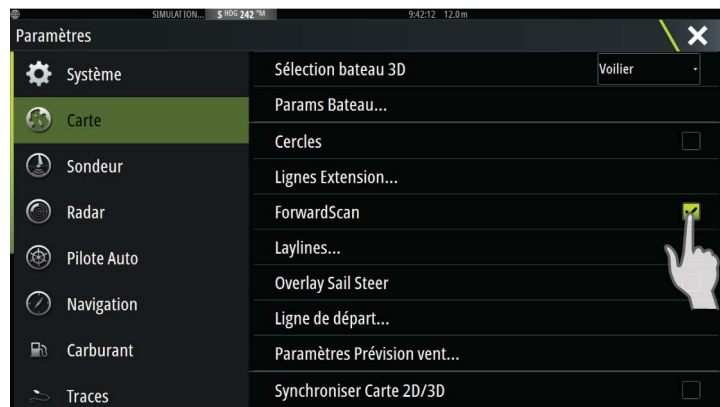 SIMULATION... S HDG 242 °M 9:42:12 12.0 m
Paramètres
Système
Carte
Sondeur
Radar
Pilote Auto
Navigation
Carburant
Traces
Sélection bateau 3D Voilier
Params Bateau...
Cercles
Lignes Extension...
ForwardScan
Laylines...
Overlay Sail Steer
Ligne de départ...
Paramètres Prévision vent...
Synchroniser Carte 2D/3D